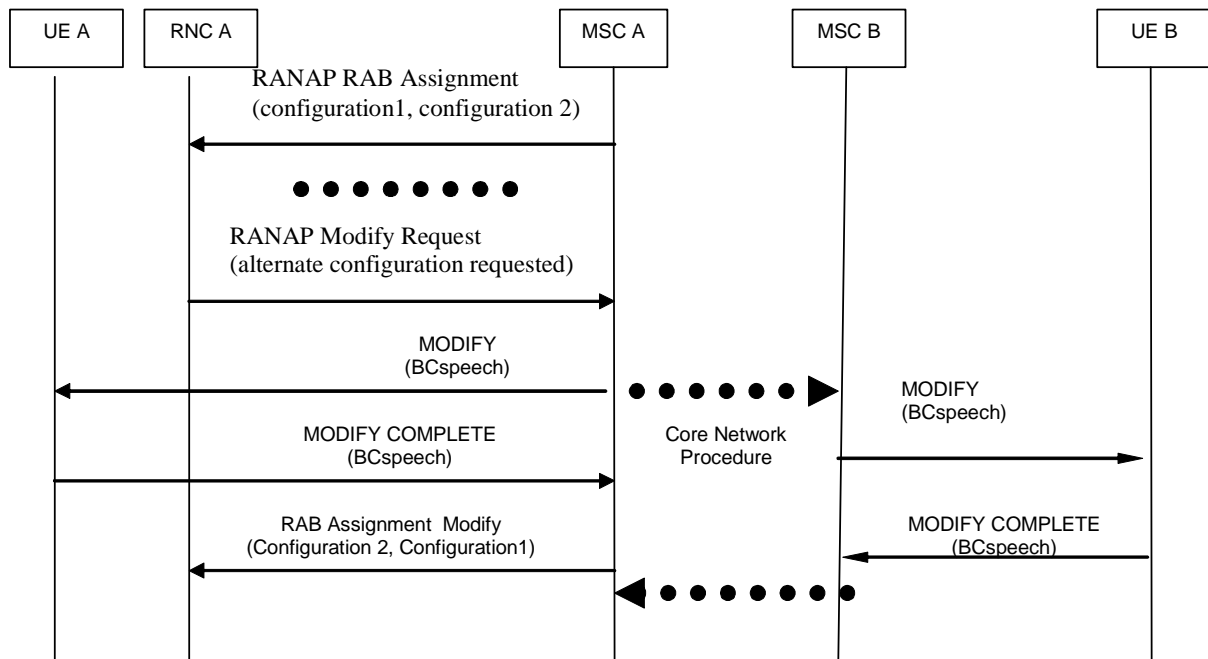 UE A
RNC A
MSC A
MSC B
UE B
RANAP RAB Assignment
(configuration1, configuration 2)
RANAP Modify Request
(alternate configuration requested)
MODIFY
(BCspeech)
MODIFY
(BCspeech)
MODIFY COMPLETE
(BCspeech)
Core Network
Procedure
RAB Assignment Modify
(Configuration 2, Configuration1)
MODIFY COMPLETE
(BCspeech)